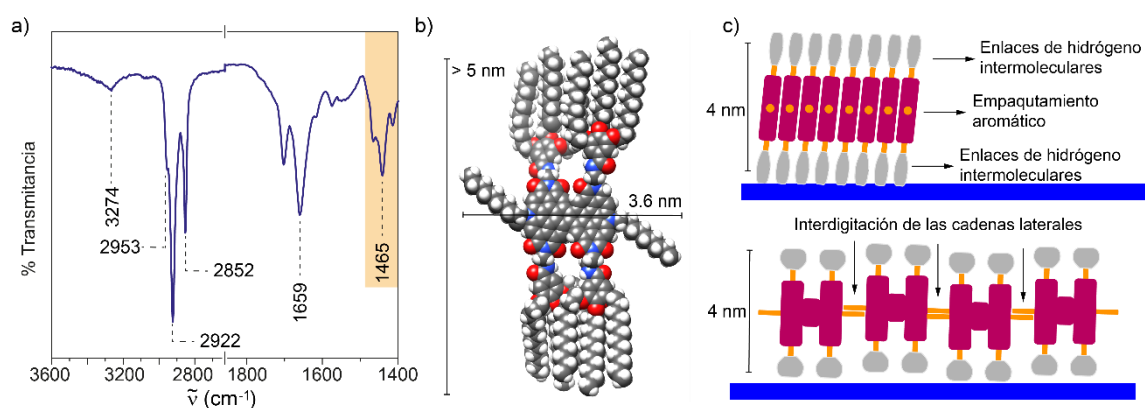 a)
% Transmitancia
3274
2953
2852
2922
1659
1465
3600
3200
2800
1600
1400
ṽ (cm-1)
b)
> 5 nm
3.6 nm
c)
4 nm
Enlaces de hidrógeno
intermoleculares
Empaqutamiento
aromático
Enlaces de hidrógeno
intermoleculares
Interdigitación de las cadenas laterales
4 nm